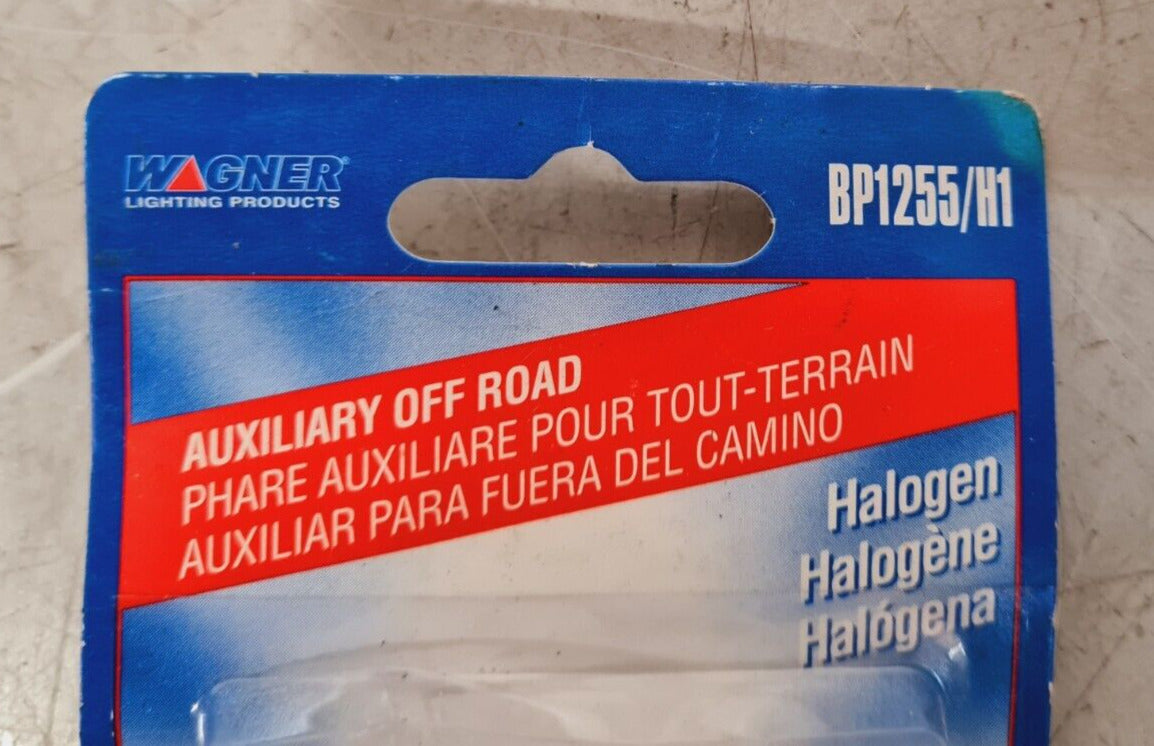 WAGNER®
LIGHTING PRODUCTS
BP1255/H1
AUXILIARY OFF ROAD
PHARE AUXILIARE POUR TOUT-TERRAIN
AUXILIAR PARA FUERA DEL CAMINO
Halogen
Halogène
Halógena